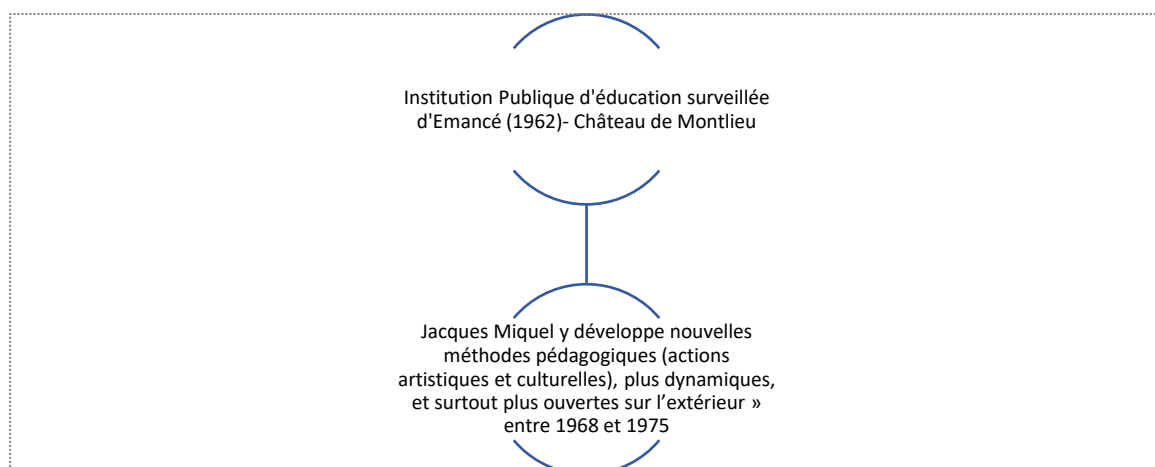 Institution Publique d'éducation surveillée
d'Emancé (1962)- Château de Montlieu
Jacques Miquel y développe nouvelles
méthodes pédagogiques (actions
artistiques et culturelles), plus dynamiques,
et surtout plus ouvertes sur l’extérieur »
entre 1968 et 1975